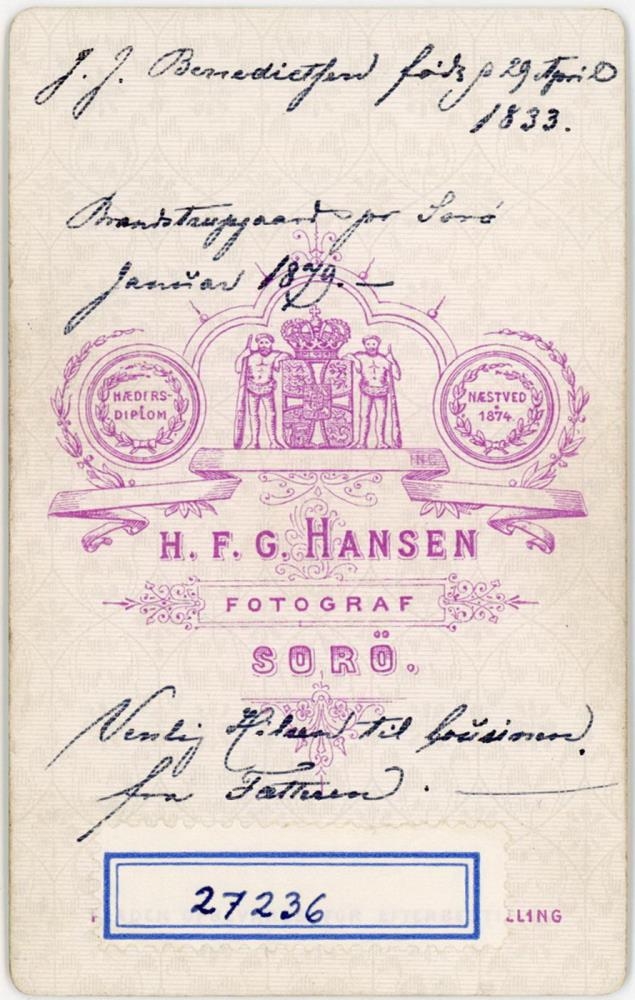 J. J. Benedictsen født p 29 April
1833.
Brandstrupgaard pr Sorö
Januar 1879. —
HÆDERS-
DIPLOM
NÆSTVED
1874
H. F. G. HANSEN
FOTOGRAF
SORÖ.
Venlig Hilsen til Cousinen.
fra Fætteren. —
27236
LLING